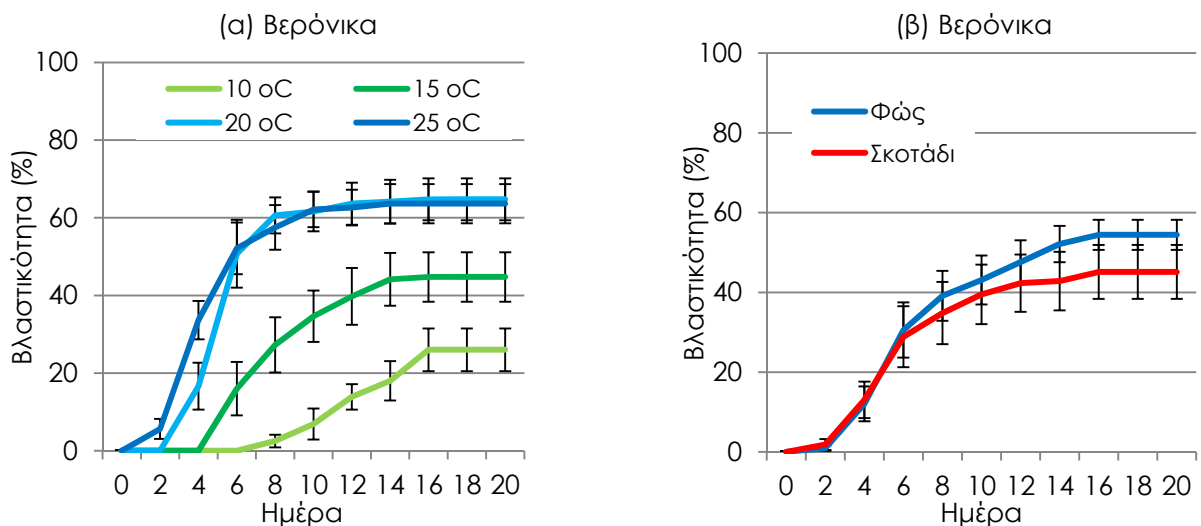 (α) Βερόνικα
100
80
60
40
20
0
Βλαστικότητα (%)
10 oC
15 oC
20 oC
25 oC
0 2 4 6 8 10 12 14 16 18 20
Ημέρα
(β) Βερόνικα
100
80
60
40
20
0
Βλαστικότητα (%)
Φώς
Σκοτάδι
0 2 4 6 8 10 12 14 16 18 20
Ημέρα